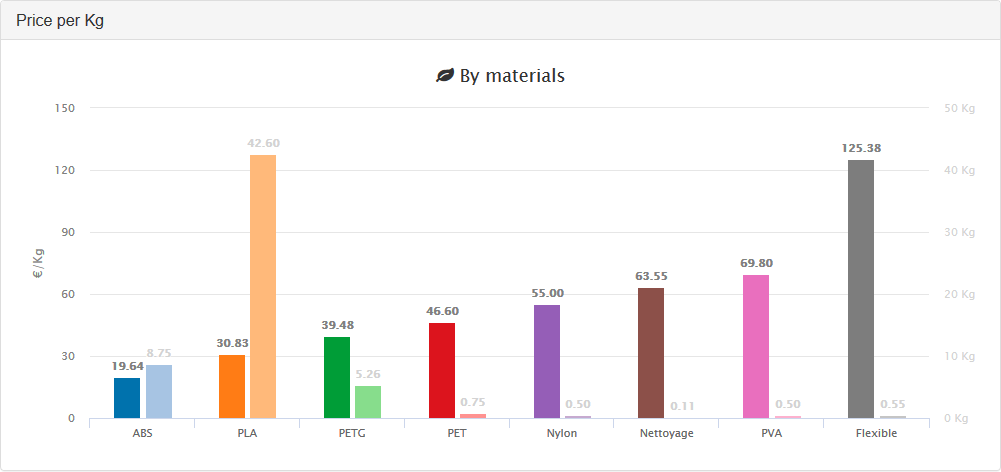 Price per Kg
By materials
150
50 Kg
42.60
125.38
120
40 Kg
90
30 Kg
€/Kg
69.80
63.55
60
55.00
20 Kg
46.60
39.48
30.83
30
8.75
10 Kg
19.64
5.26
0.75
0.50
0.11
0.50
0.55
0
0 Kg
ABS
PLA
PETG
PET
Nylon
Nettoyage
PVA
Flexible